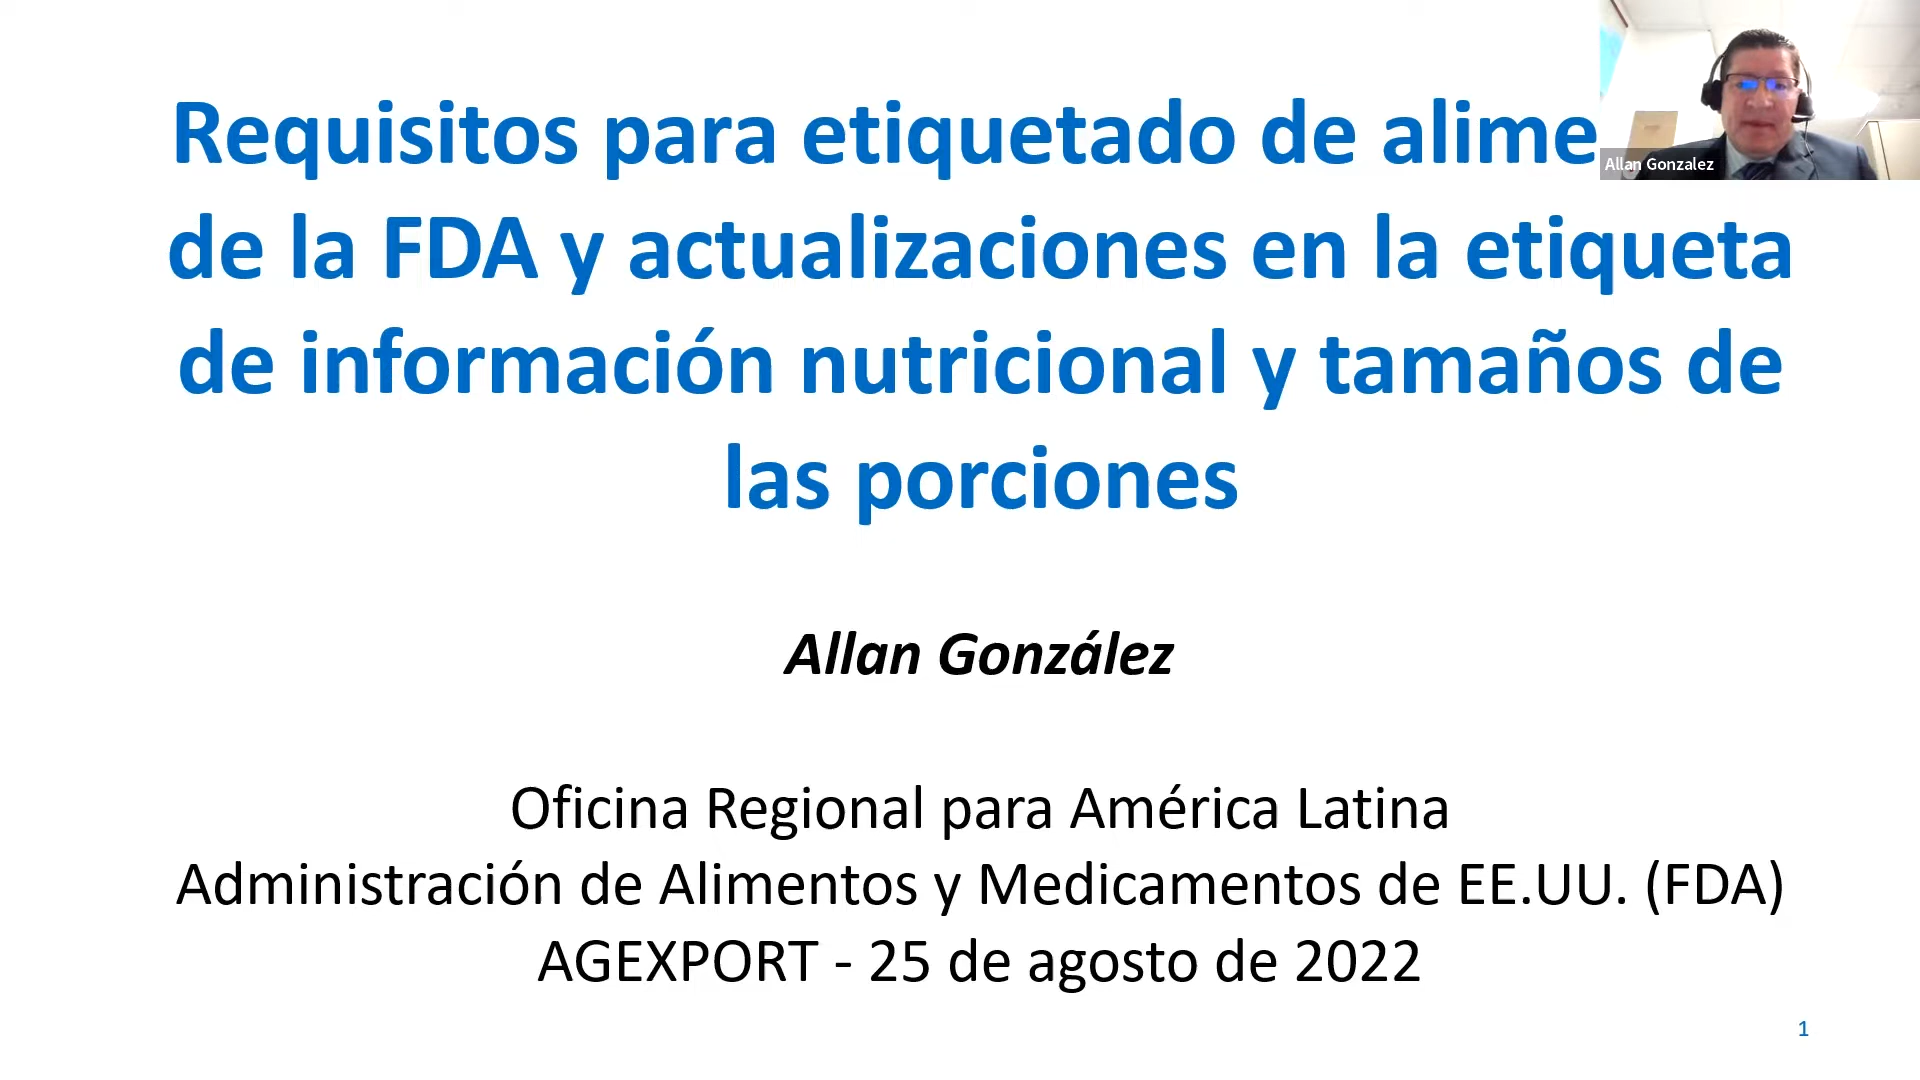 Requisitos para etiquetado de alime
Allan Gonzalez
de la FDA y actualizaciones en la etiqueta
de información nutricional y tamaños de
las porciones
Allan González
Oficina Regional para América Latina
Administración de Alimentos y Medicamentos de EE.UU. (FDA)
AGEXPORT - 25 de agosto de 2022
1